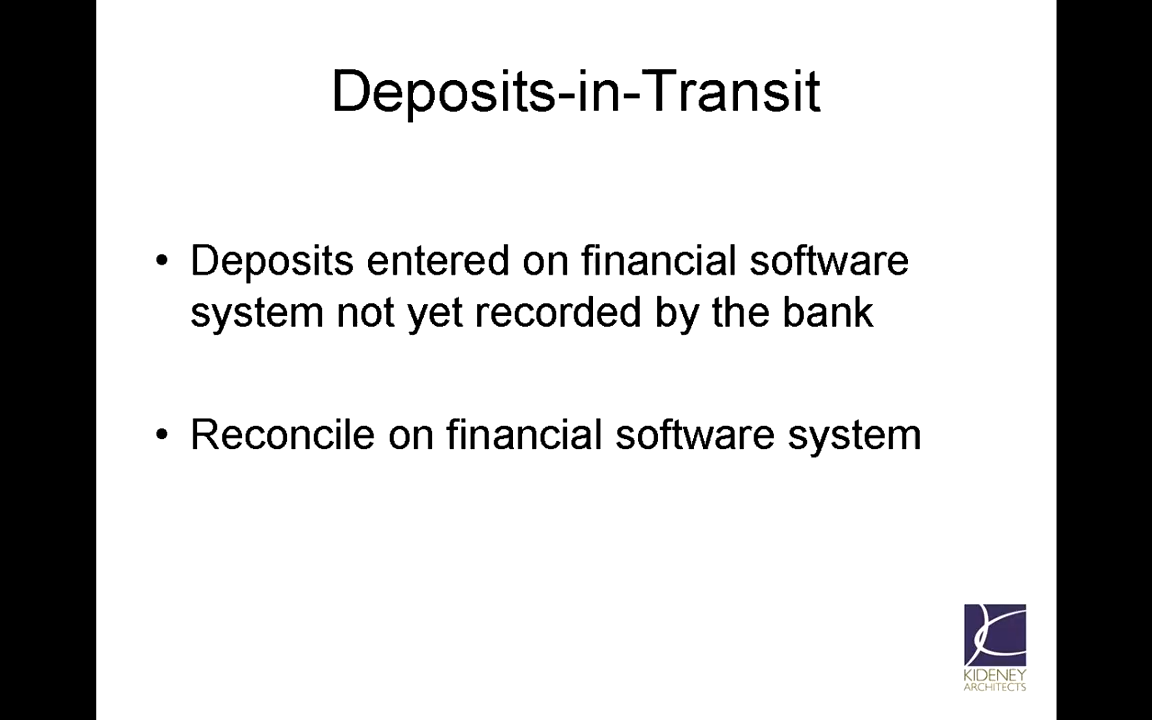 Deposits-in-Transit
• Deposits entered on financial software
system not yet recorded by the bank
• Reconcile on financial software system
KIDENEY
ARCHITECTS